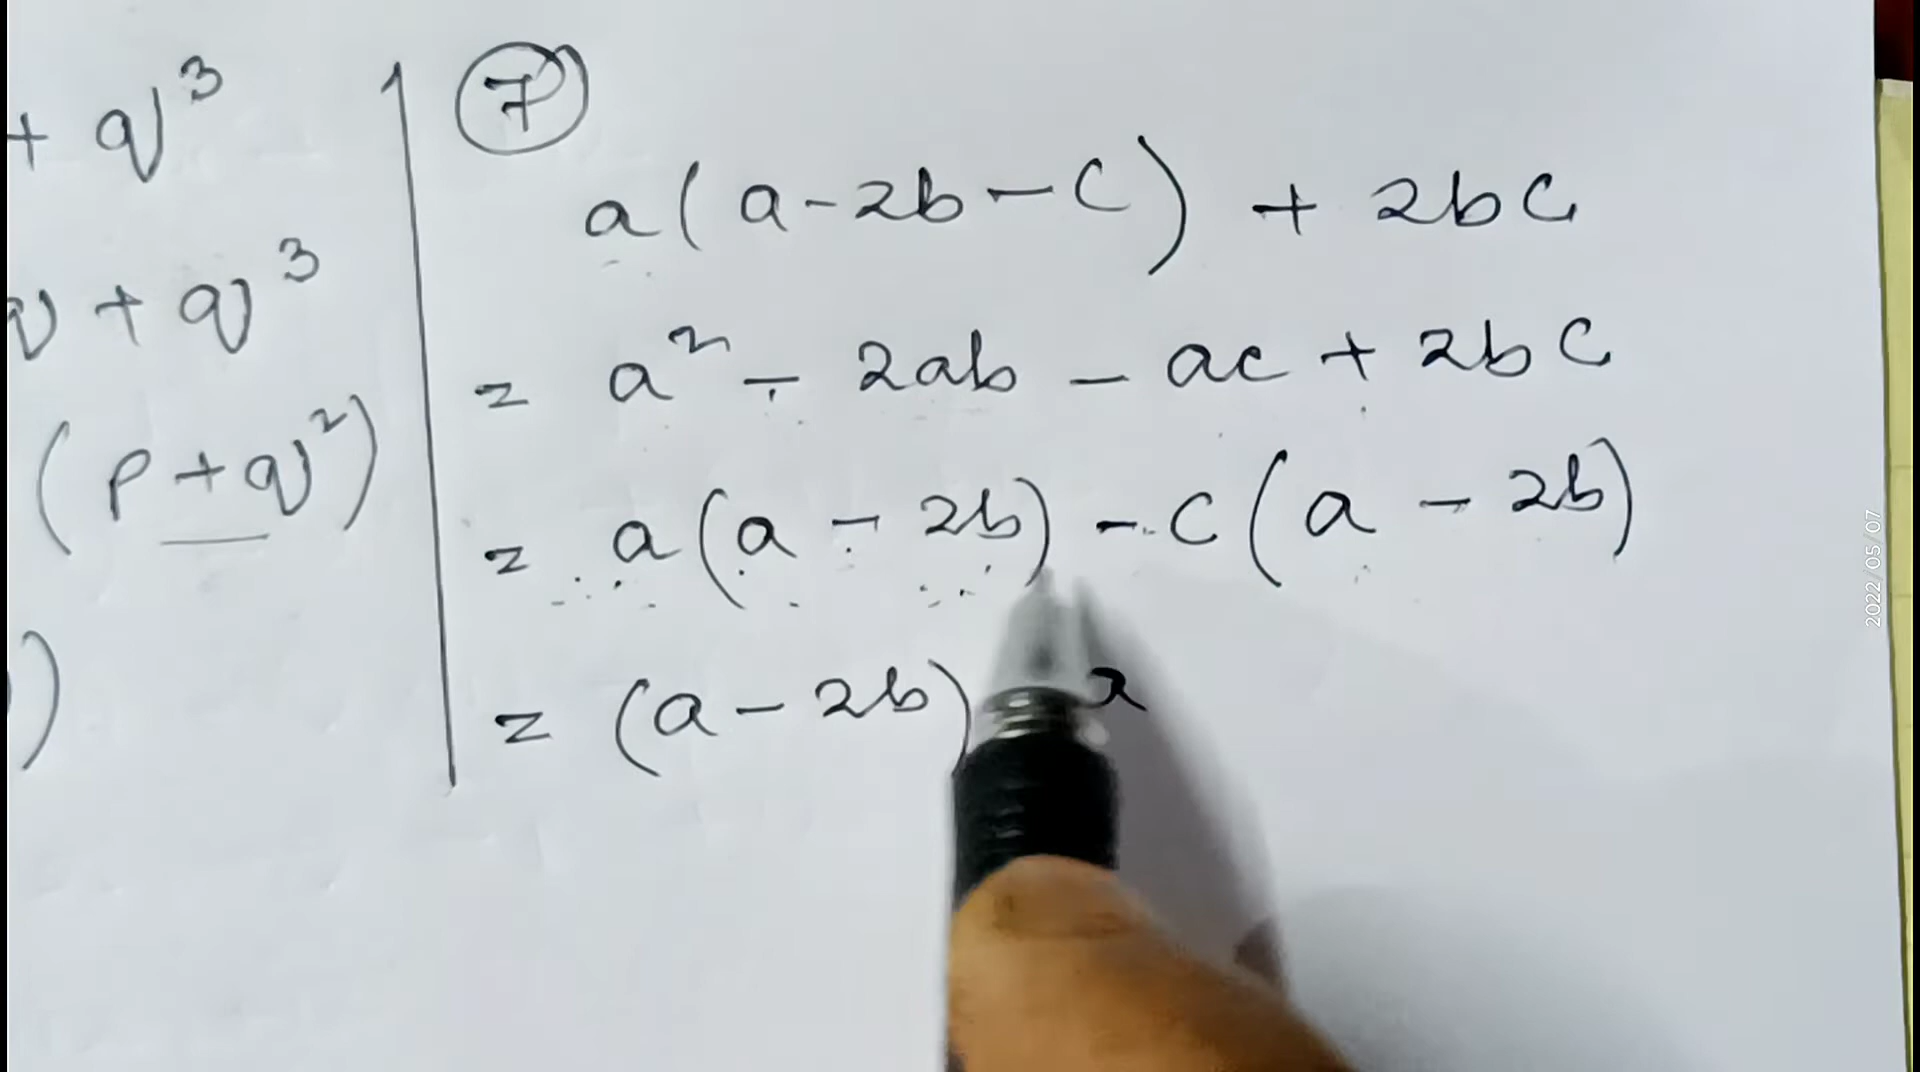 + q³
+ q³
(p+q²)
)
⑦
a(a-2b-c) + 2bc
= a² - 2ab - ac + 2bc
= a(a - 2b) - c(a - 2b)
= (a - 2b) a
2022/05/07